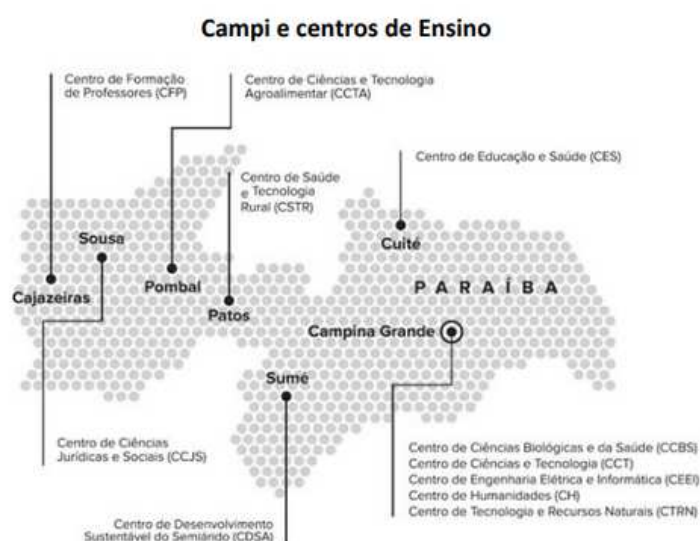 Campi e centros de Ensino
Centro de Formação
de Professores (CFP)
Centro de Ciências e Tecnologia
Agroalimentar (CCTA)
Centro de Saúde
e Tecnologia
Rural (CSTR)
Centro de Educação e Saúde (CES)
Sousa
Cuité
Cajazeiras
Pombal
PARAÍBA
Patos
Campina Grande
Sumé
Centro de Ciências
Jurídicas e Sociais (CCJS)
Centro de Ciências Biológicas e da Saúde (CCBS)
Centro de Ciências e Tecnologia (CCT)
Centro de Engenharia Elétrica e Informática (CEEI)
Centro de Humanidades (CH)
Centro de Tecnologia e Recursos Naturais (CTRN)
Centro de Desenvolvimento
Sustentável do Semiárido (CDSA)